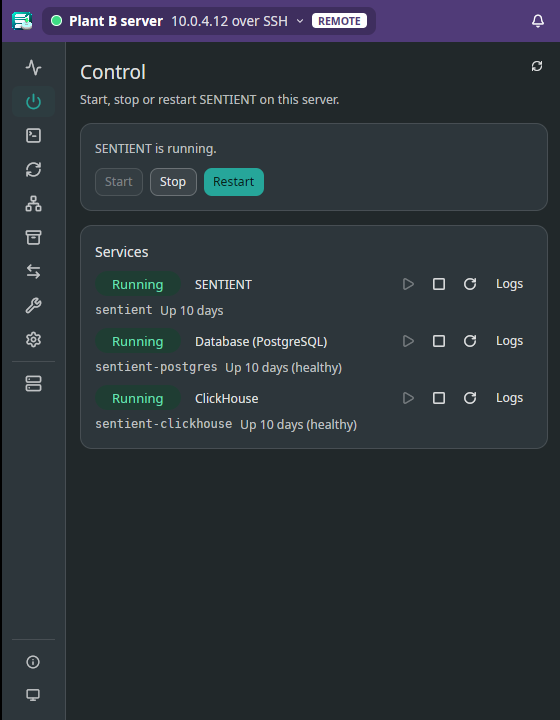 Plant B server 10.0.4.12 over SSH REMOTE
Control
Start, stop or restart SENTIENT on this server.
SENTIENT is running.
Start Stop Restart
Services
Running SENTIENT Logs
sentient Up 10 days
Running Database (PostgreSQL) Logs
sentient-postgres Up 10 days (healthy)
Running ClickHouse Logs
sentient-clickhouse Up 10 days (healthy)